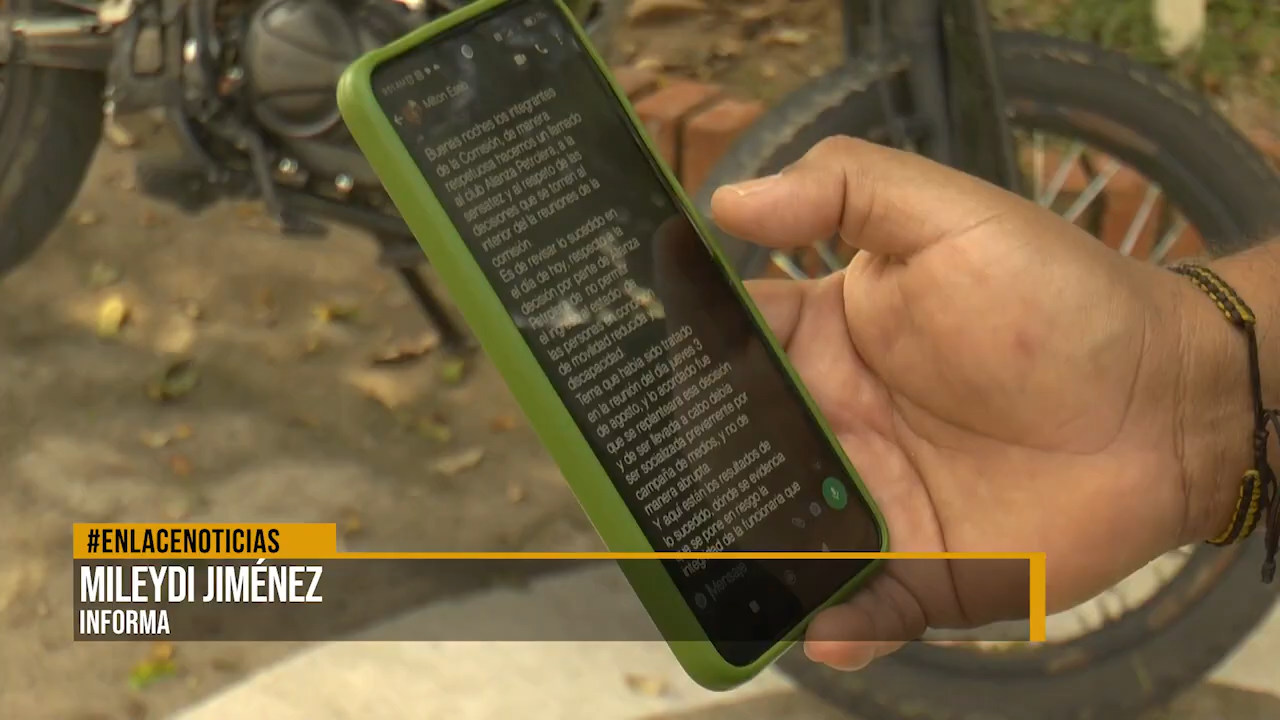 Milton
Buenas noches los integrantes
de la Comisión, de manera
respetuosa hacemos un llamado
al club Alianza Petrolera, a la
sensatez y al respeto de las
decisiones que se toman al
interior de la reuniones de la
comisión
Es de revisar lo sucedido en
el día de hoy, respecto a la
decisión por parte de Alianza
Petrolera de no permitir
el ingreso al estadio
las personas en
de movilidad reducida
discapacidad.
Tema que había sido tratado
en la reunión del día jueves 3
de agosto, y lo acordado fue
que se replanteara esa decisión
y de ser llevada a cabo debía
ser socializada previamente por
campaña de medios, y no de
manera abrupta
Y aquí están los resultados de
lo sucedido, dónde se evidencia
que se pone en riesgo la
integridad de la funcionaria que
Mensaje
#ENLACENOTICIAS
MILEYDI JIMÉNEZ
INFORMA